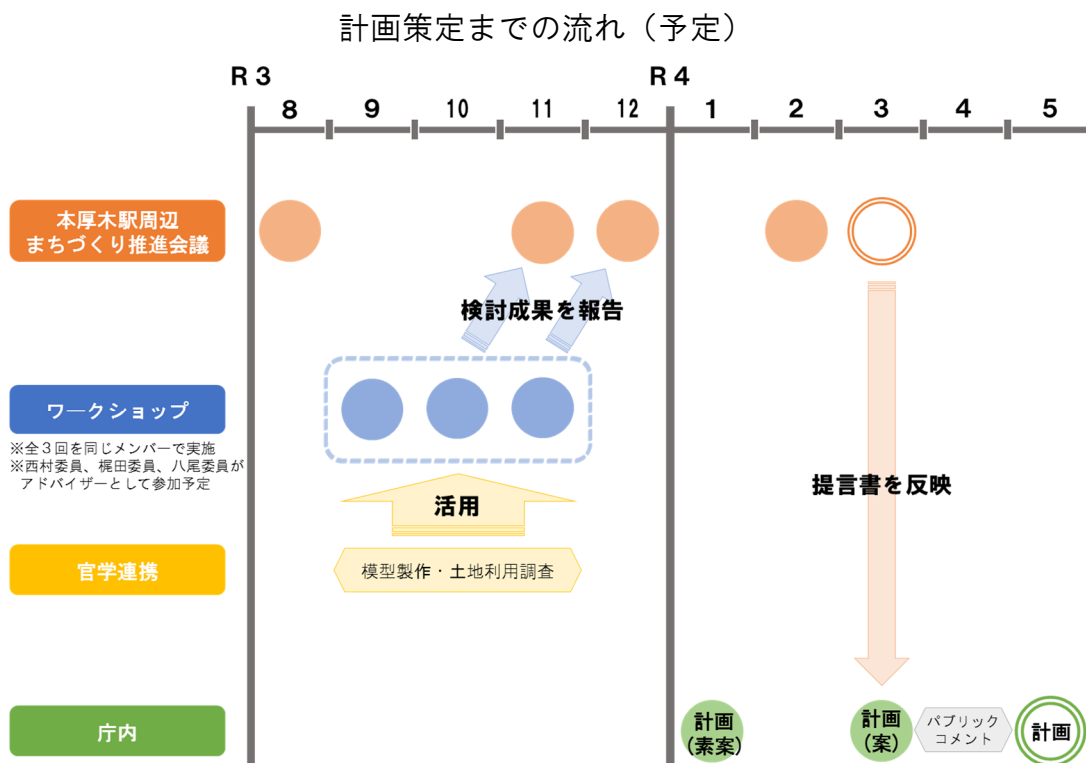 計画策定までの流れ（予定）
R 3
R 4
8 9 10 11 12 1 2 3 4 5
本厚木駅周辺
まちづくり推進会議
検討成果を報告
ワークショップ
※全３回を同じメンバーで実施
※西村委員、梶田委員、八尾委員が
アドバイザーとして参加予定
提言書を反映
活用
官学連携
模型製作・土地利用調査
庁内
計画
(素案)
計画
(案)
パブリック
コメント
計画